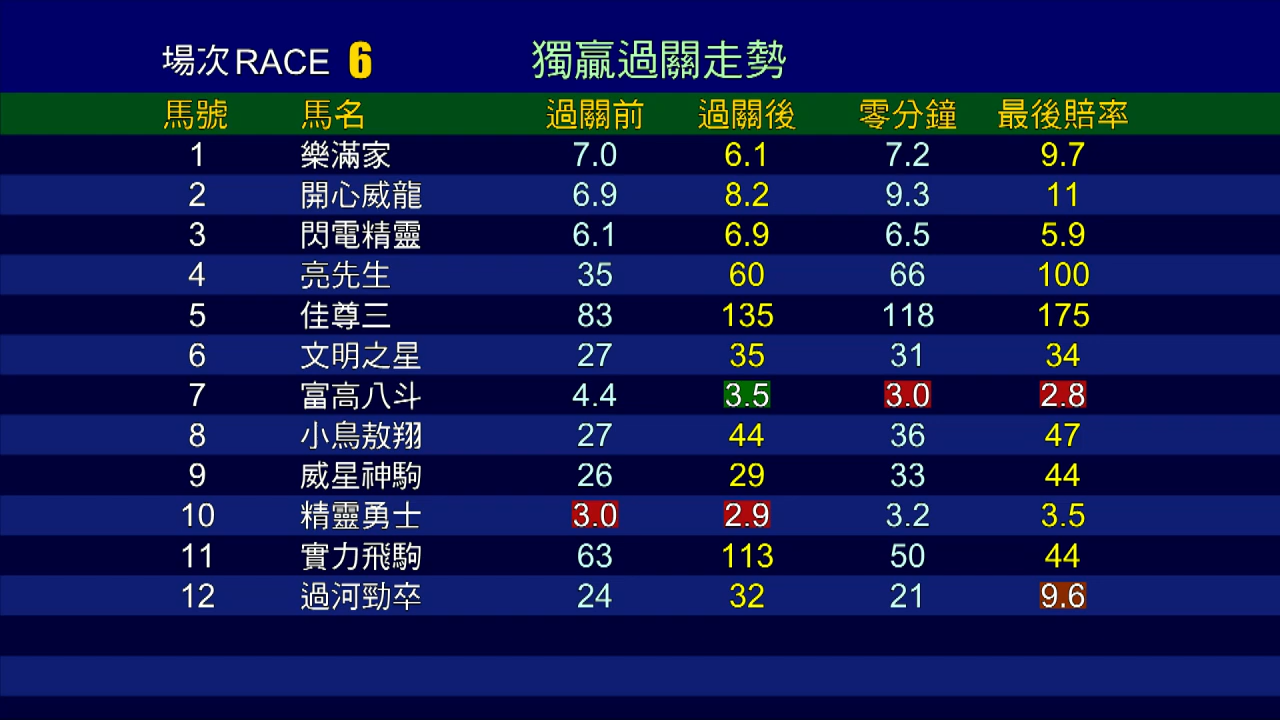 場次RACE 6 獨贏過關走勢
馬號 馬名 過關前 過關後 零分鐘 最後賠率
1 樂滿家 7.0 6.1 7.2 9.7
2 開心威龍 6.9 8.2 9.3 11
3 閃電精靈 6.1 6.9 6.5 5.9
4 亮先生 35 60 66 100
5 佳尊三 83 135 118 175
6 文明之星 27 35 31 34
7 富高八斗 4.4 3.5 3.0 2.8
8 小鳥敖翔 27 44 36 47
9 威星神駒 26 29 33 44
10 精靈勇士 3.0 2.9 3.2 3.5
11 實力飛駒 63 113 50 44
12 過河勁卒 24 32 21 9.6